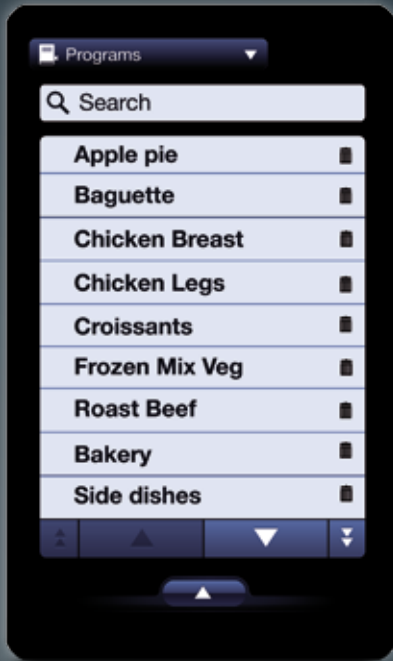 Programs
Search
Apple pie
Baguette
Chicken Breast
Chicken Legs
Croissants
Frozen Mix Veg
Roast Beef
Bakery
Side dishes